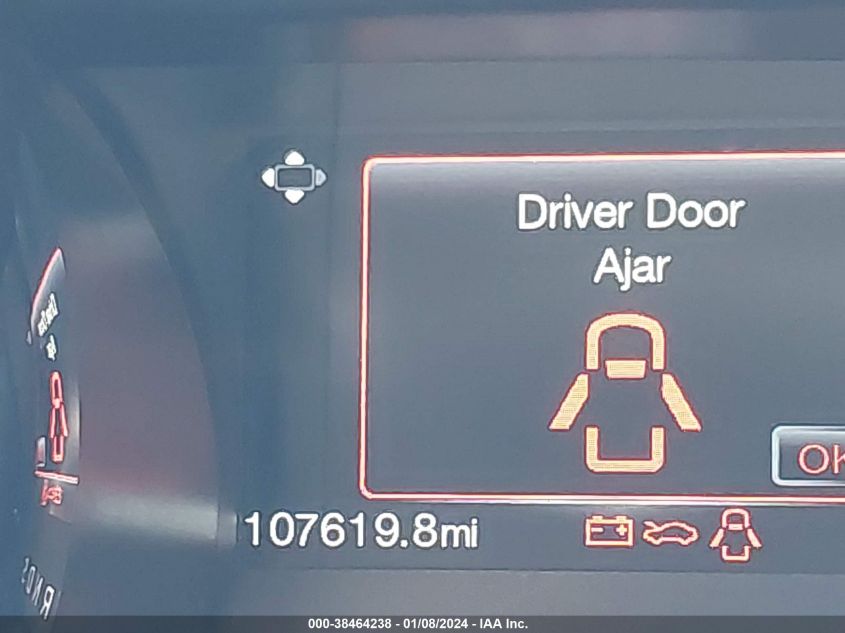 Driver Door
Ajar
OK
107619.8mi
000-38464238 - 01/08/2024 - IAA Inc.